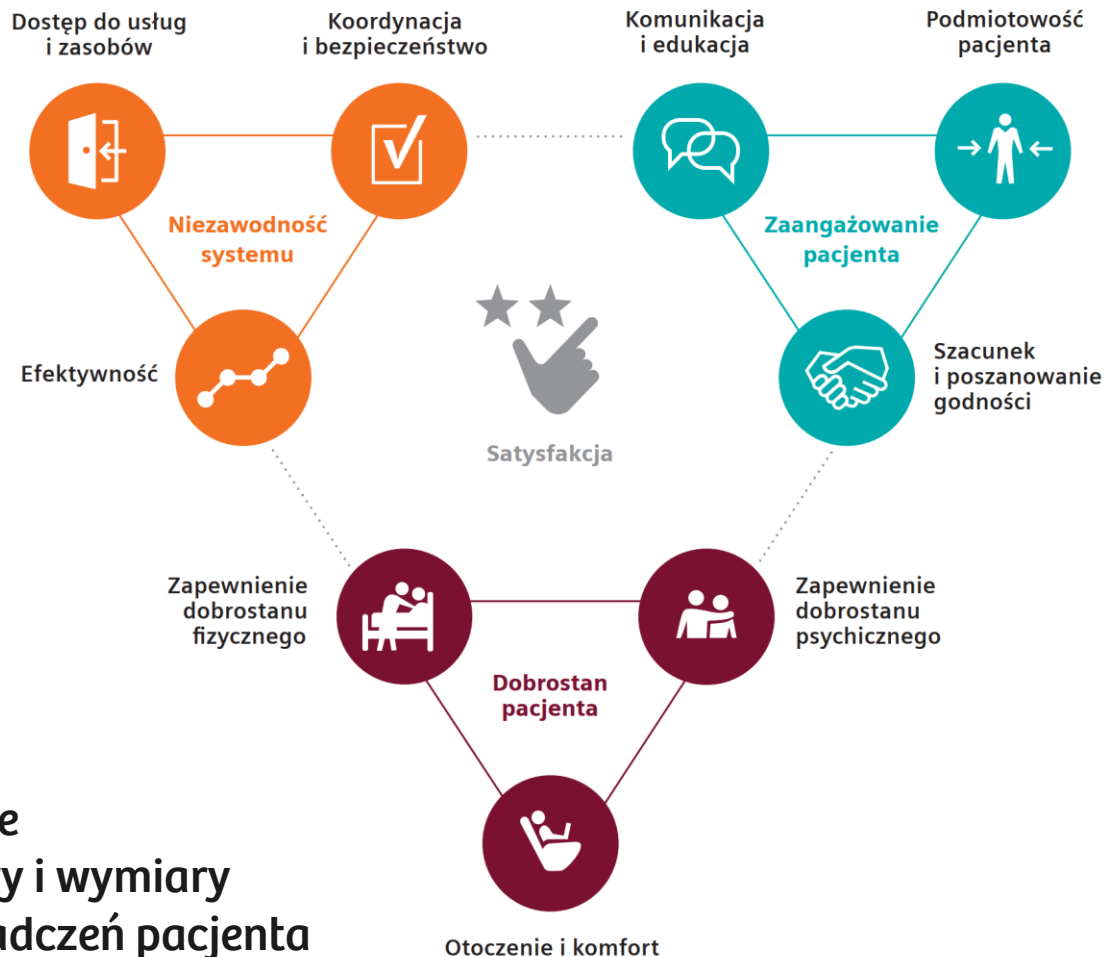 Dostęp do usług
i zasobów
Koordynacja
i bezpieczeństwo
Komunikacja
i edukacja
Podmiotowość
pacjenta
Niezawodność
systemu
Zaangażowanie
pacjenta
Efektywność
Szacunek
i poszanowanie
godności
Satysfakcja
Zapewnienie
dobrostanu
fizycznego
Zapewnienie
dobrostanu
psychicznego
Dobrostan
pacjenta
i wymiary
pacjenta
Otoczenie i komfort